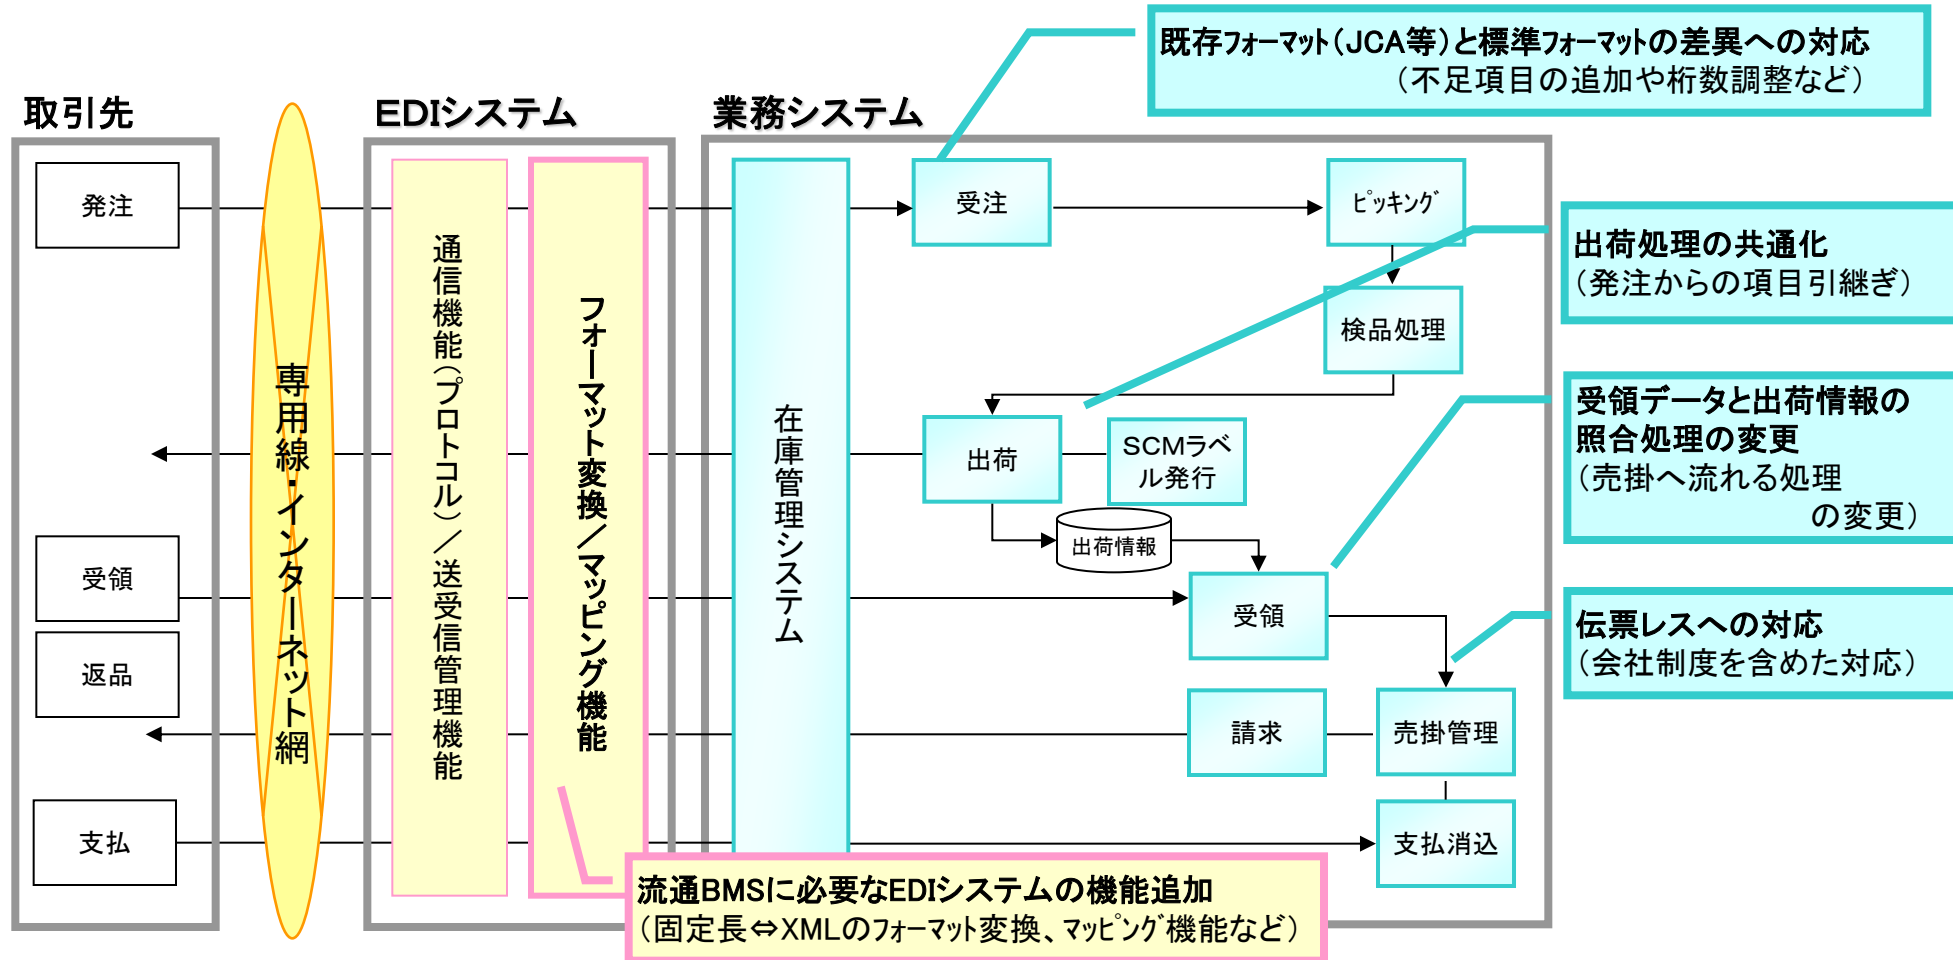 既存フォーマット（JCA等）と標準フォーマットの差異への対応
（不足項目の追加や桁数調整など）
取引先
EDIシステム
業務システム
発注
受注
ﾋﾟｯｷﾝｸﾞ
出荷処理の共通化
（発注からの項目引継ぎ）
検品処理
専用線・インターネット網
通信機能（プロトコル）／送受信管理機能
フォーマット変換／マッピング機能
在庫管理システム
受領データと出荷情報の
照合処理の変更
（売掛へ流れる処理
の変更）
出荷
SCMラベ
ル発行
出荷情報
受領
受領
伝票レスへの対応
（会社制度を含めた対応）
返品
請求
売掛管理
支払
支払消込
流通BMSに必要なEDIシステムの機能追加
（固定長⇔XMLのﾌｫｰﾏｯﾄ変換、ﾏｯﾋﾟﾝｸﾞ機能など）